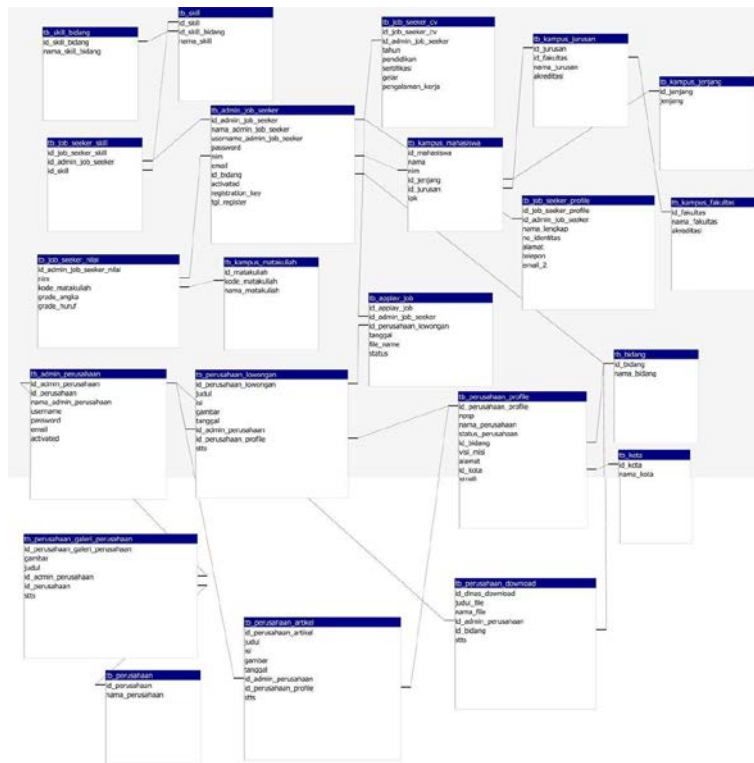 tb_skill
id_skill
id_skill_bidang
nama_skill
tb_skill_bidang
id_skill_bidang
nama_skill_bidang
tb_job_seeker_cv
id_job_seeker_cv
id_admin_job_seeker
tahun
pendidikan
sertifikasi
gelar
pengalaman_kerja
tb_kampus_jurusan
id_jurusan
id_fakultas
nama_jurusan
akreditasi
tb_kampus_jenjang
id_jenjang
jenjang
tb_admin_job_seeker
id_admin_job_seeker
nama_admin_job_seeker
username_admin_job_seeker
password
nim
email
id_bidang
activated
registration_key
tgl_register
tb_job_seeker_skill
id_job_seeker_skill
id_admin_job_seeker
id_skill
tb_kampus_mahasiswa
id_mahasiswa
nama
nim
id_jenjang
id_jurusan
ipk
tb_job_seeker_profile
id_job_seeker_profile
id_admin_job_seeker
nama_lengkap
no_identitas
alamat
telepon
email_2
tb_kampus_fakultas
id_fakultas
nama_fakultas
akreditasi
tb_job_seeker_nilai
id_admin_job_seeker_nilai
nim
kode_matakuliah
grade_angka
grade_huruf
tb_kampus_matakuliah
id_matakuliah
kode_matakuliah
nama_matakuliah
tb_applay_job
id_applay_job
id_admin_job_seeker
id_perusahaan_lowongan
tanggal
file_name
status
tb_bidang
id_bidang
nama_bidang
tb_admin_perusahaan
id_admin_perusahaan
id_perusahaan
nama_admin_perusahaan
username
password
email
activated
tb_perusahaan_lowongan
id_perusahaan_lowongan
judul
isi
gambar
tanggal
id_admin_perusahaan
id_perusahaan_profile
stts
tb_perusahaan_profile
id_perusahaan_profile
npwp
nama_perusahaan
status_perusahaan
id_bidang
visi_misi
alamat
id_kota
email
tb_kota
id_kota
name_kota
tb_perusahaan_galeri_perusahaan
id_perusahaan_galeri_perusahaan
gambar
judul
id_admin_perusahaan
id_perusahaan
stts
tb_perusahaan_download
id_dinas_download
judul_file
nama_file
id_admin_perusahaan
id_bidang
stts
tb_perusahaan_artikel
id_perusahaan_artikel
judul
isi
gambar
tanggal
id_admin_perusahaan
id_perusahaan_profile
stts
tb_perusahaan
id_perusahaan
nama_perusahaan